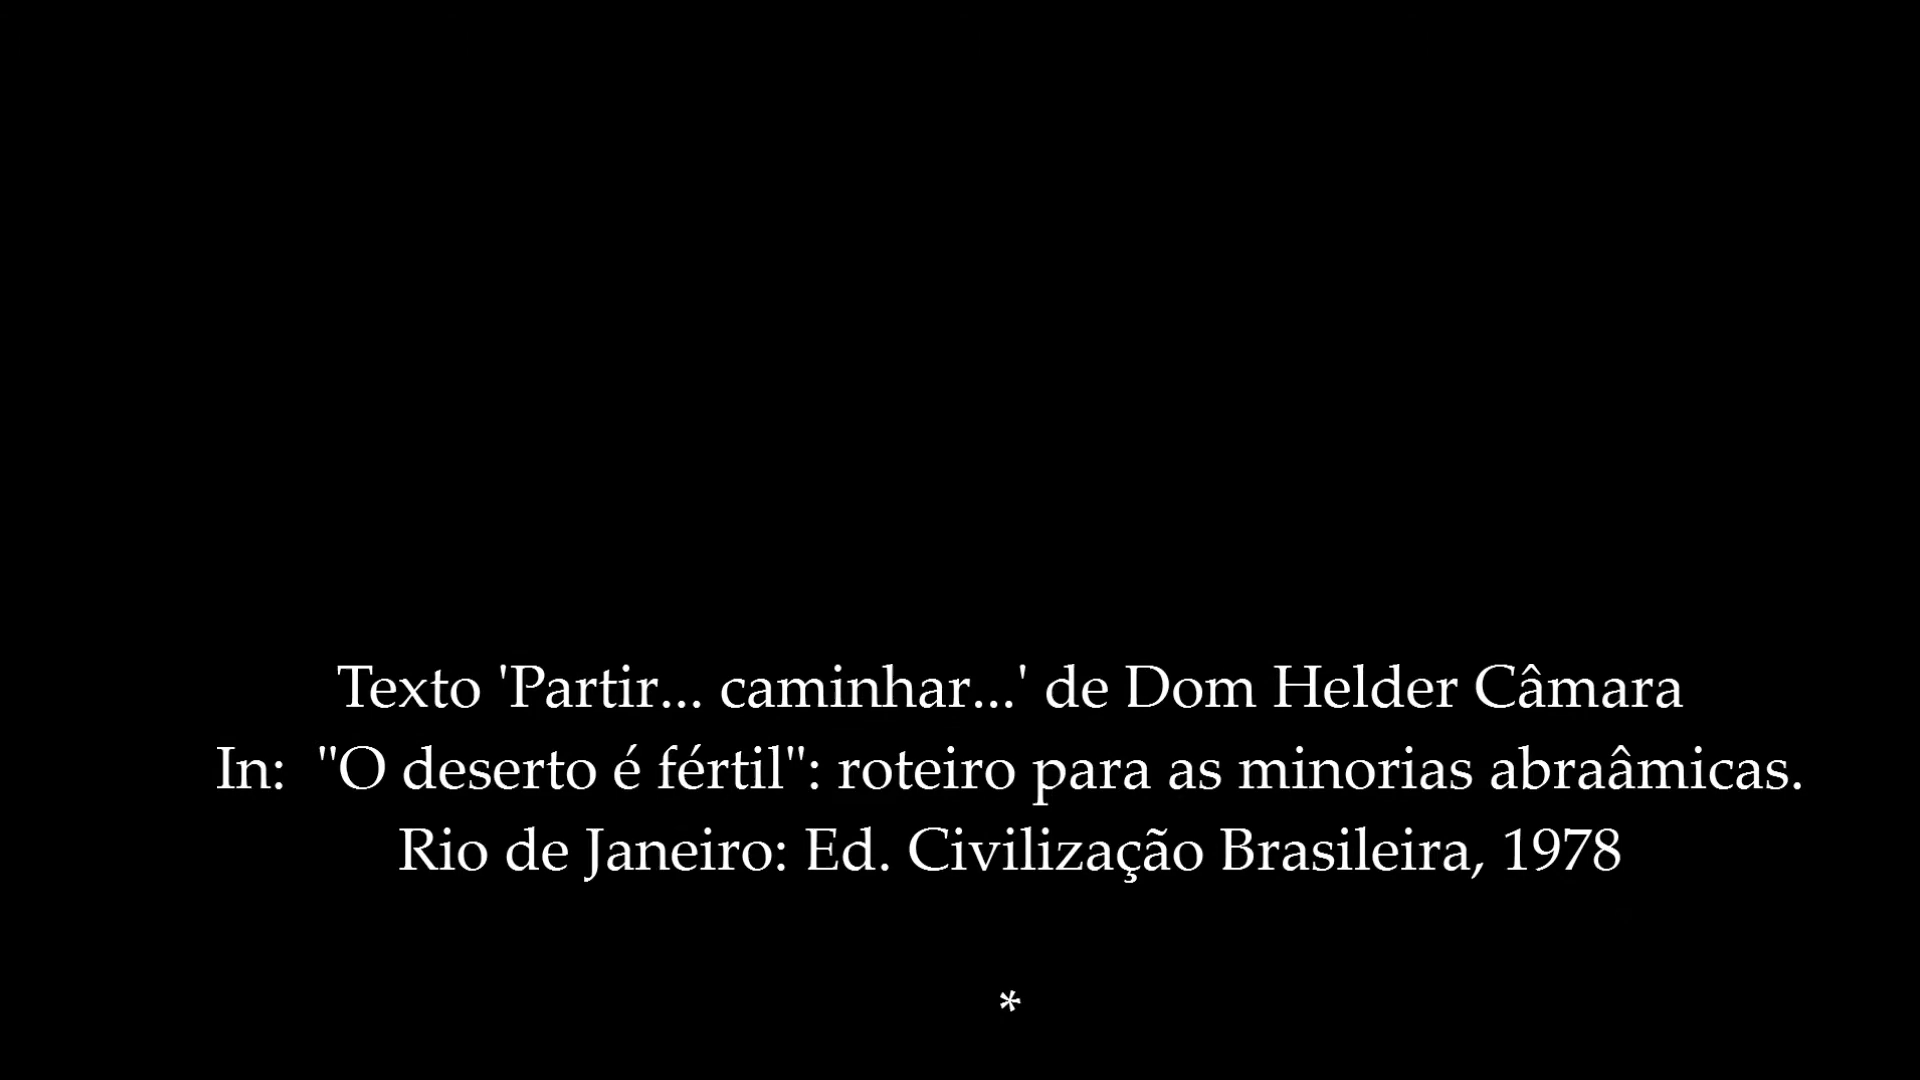 Texto 'Partir... caminhar...' de Dom Helder Câmara
In:  "O deserto é fértil": roteiro para as minorias abraâmicas.
Rio de Janeiro: Ed. Civilização Brasileira, 1978
*